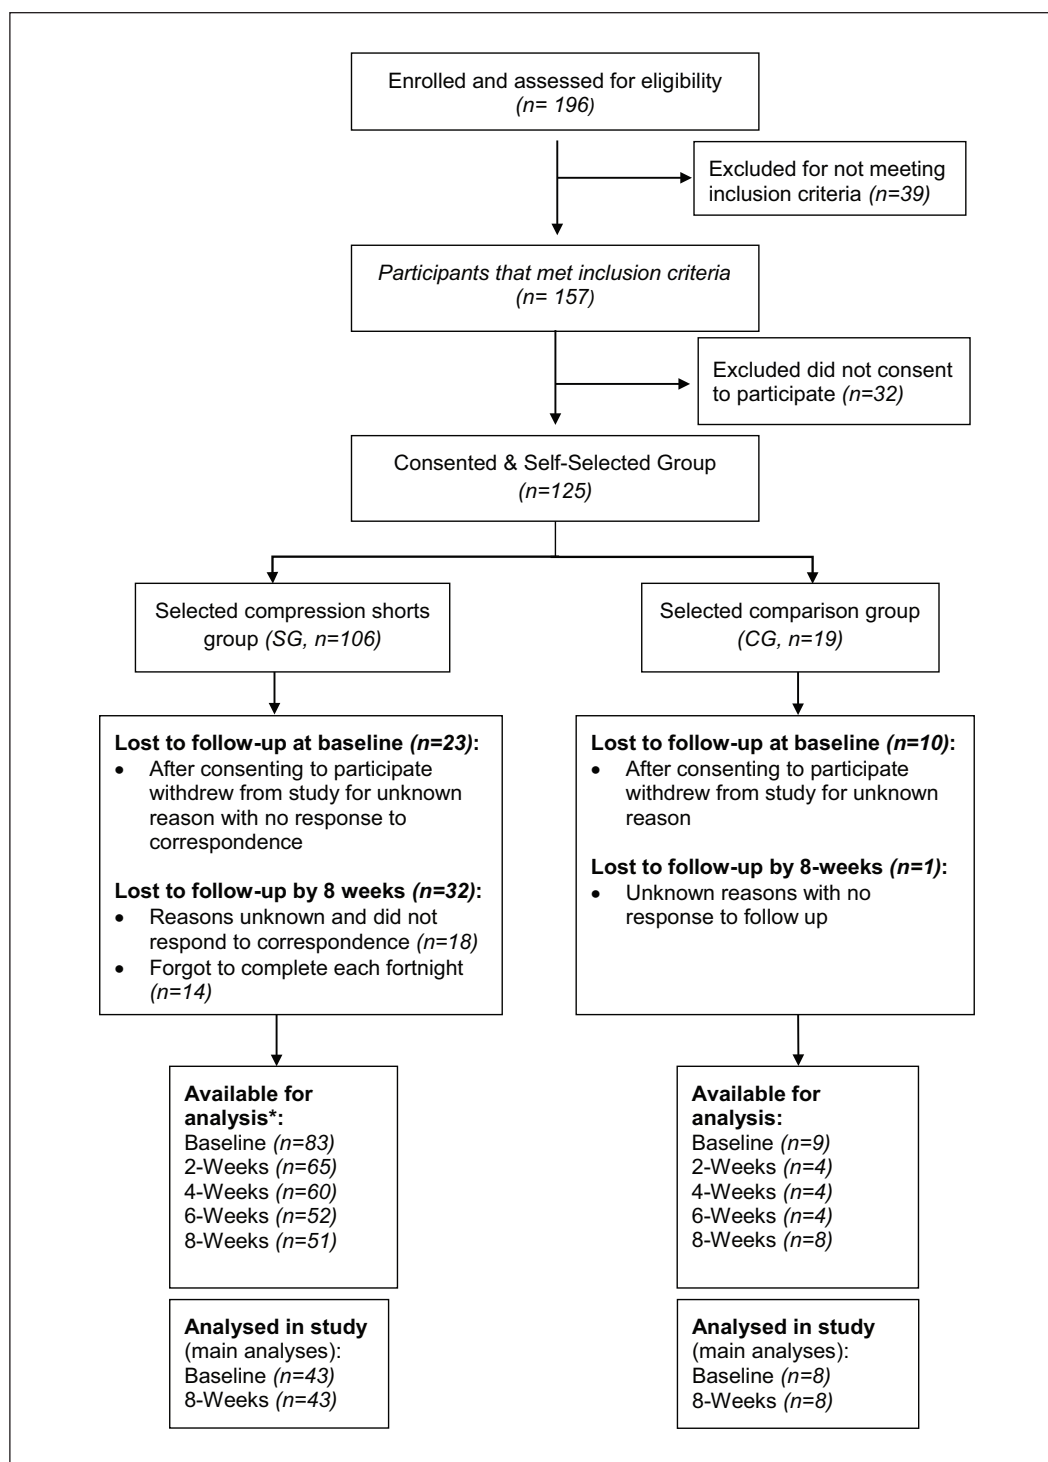 Enrolled and assessed for eligibility
(n= 196)
Excluded for not meeting
inclusion criteria (n=39)
Participants that met inclusion criteria
(n= 157)
Excluded did not consent
to participate (n=32)
Consented & Self-Selected Group
(n=125)
Selected compression shorts
group (SG, n=106)
Selected comparison group
(CG, n=19)
Lost to follow-up at baseline (n=23):
• After consenting to participate
withdrew from study for unknown
reason with no response to
correspondence
Lost to follow-up by 8 weeks (n=32):
• Reasons unknown and did not
respond to correspondence (n=18)
• Forgot to complete each fortnight
(n=14)
Lost to follow-up at baseline (n=10):
• After consenting to participate
withdrew from study for unknown
reason
Lost to follow-up by 8-weeks (n=1):
• Unknown reasons with no
response to follow up
Available for
analysis*:
Baseline (n=83)
2-Weeks (n=65)
4-Weeks (n=60)
6-Weeks (n=52)
8-Weeks (n=51)
Available for
analysis:
Baseline (n=9)
2-Weeks (n=4)
4-Weeks (n=4)
6-Weeks (n=4)
8-Weeks (n=8)
Analysed in study
(main analyses):
Baseline (n=43)
8-Weeks (n=43)
Analysed in study
(main analyses):
Baseline (n=8)
8-Weeks (n=8)